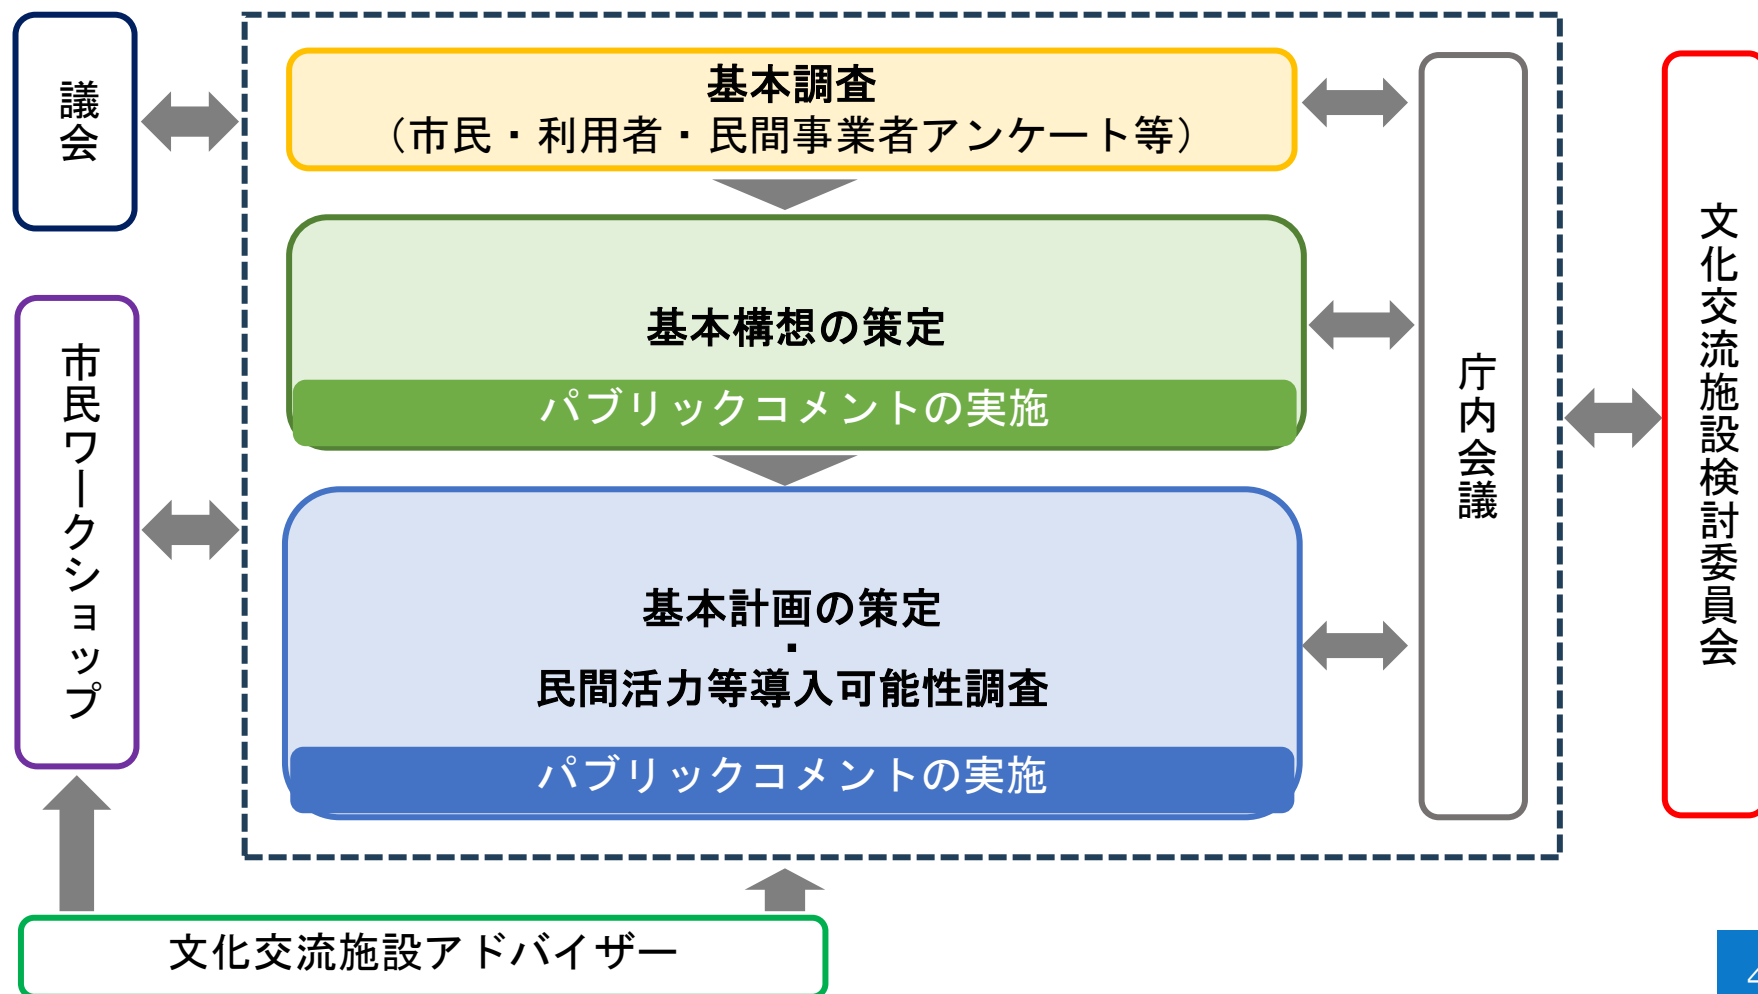 議会
基本調査
（市民・利用者・民間事業者アンケート等）
基本構想の策定
パブリックコメントの実施
市民ワークショップ
基本計画の策定
・
民間活力等導入可能性調査
パブリックコメントの実施
庁内会議
文化交流施設検討委員会
文化交流施設アドバイザー